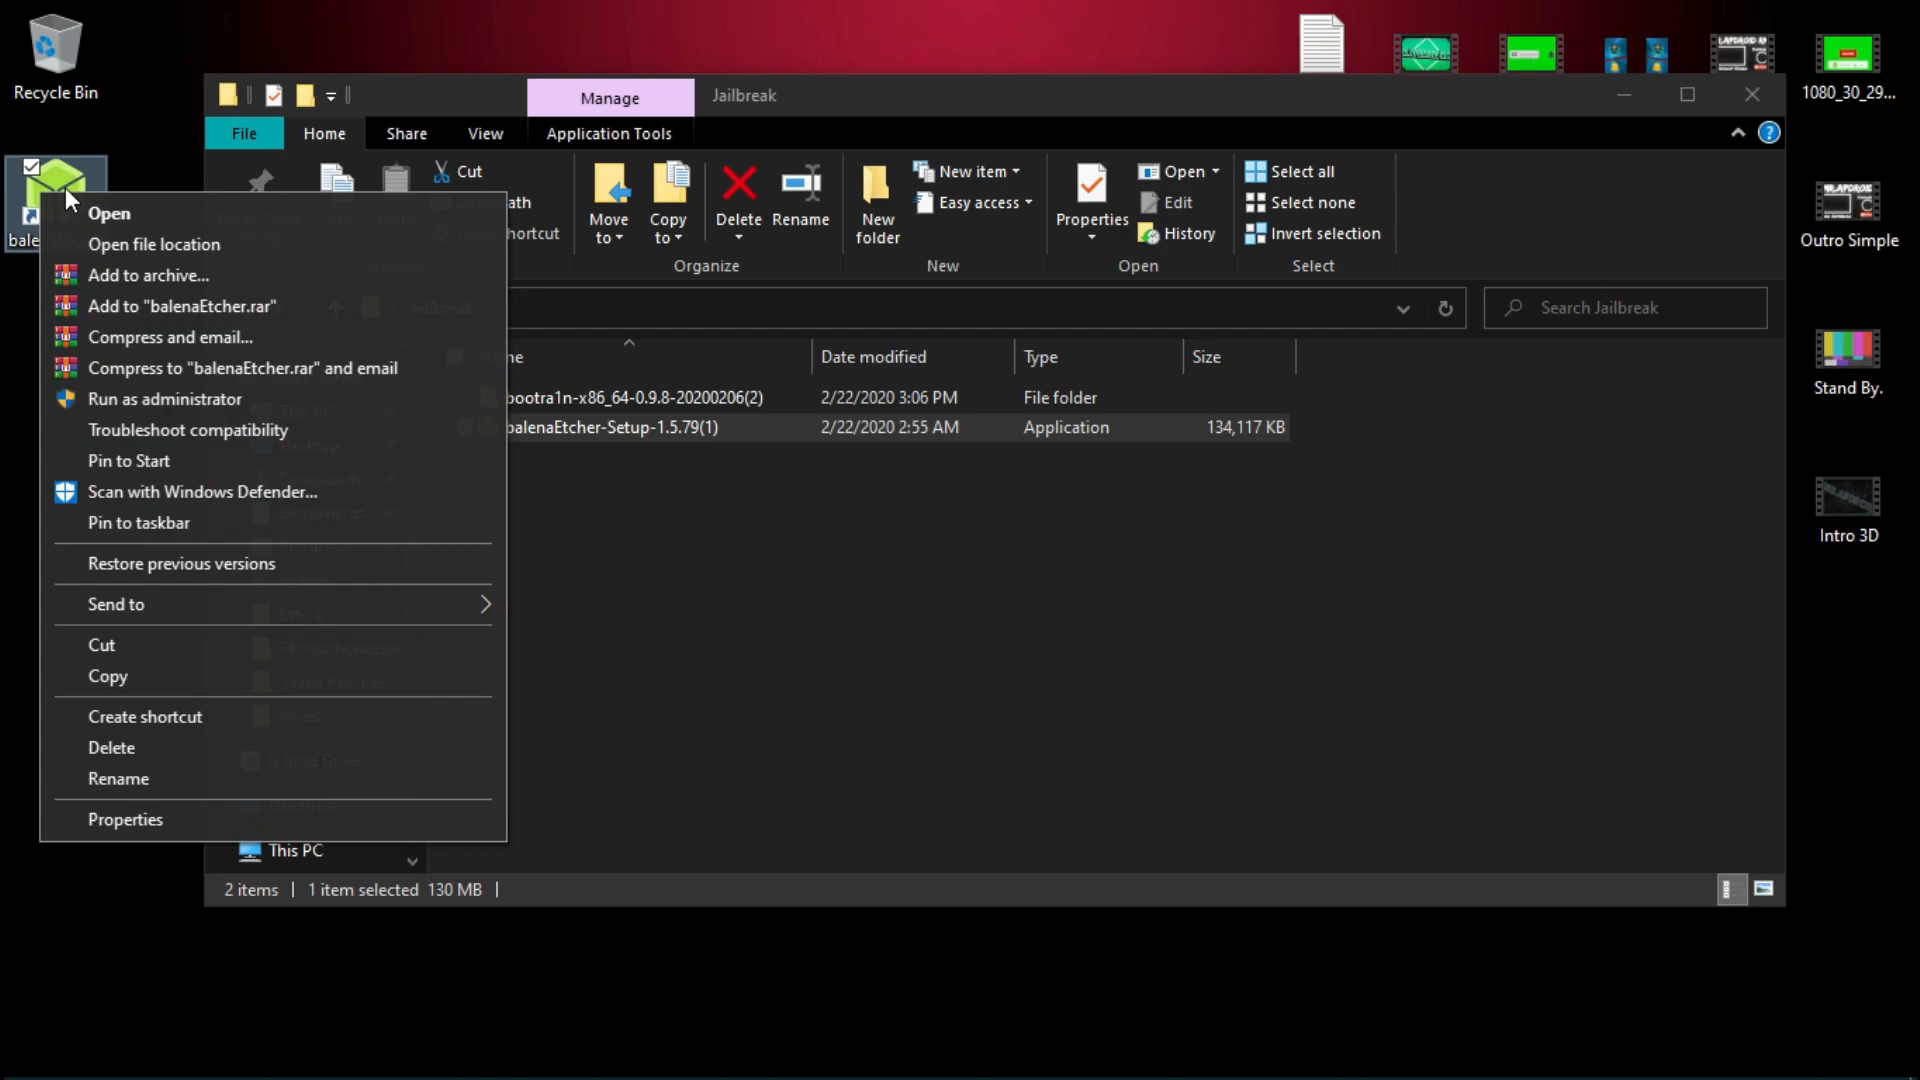 Recycle Bin
1080_30_29...
Outro Simple
Stand By.
Intro 3D
Manage
Jailbreak
File
Home
Share
View
Application Tools
Cut
Move to
Copy to
Delete
Rename
New folder
New item
Easy access
Properties
Open
Edit
History
Select all
Select none
Invert selection
Organize
New
Open
Select
Search Jailbreak
Date modified
Type
Size
bootra1n-x86_64-0.9.8-20200206(2)
2/22/2020 3:06 PM
File folder
balenaEtcher-Setup-1.5.79(1)
2/22/2020 2:55 AM
Application
134,117 KB
Open
Open file location
Add to archive...
Add to "balenaEtcher.rar"
Compress and email...
Compress to "balenaEtcher.rar" and email
Run as administrator
Troubleshoot compatibility
Pin to Start
Scan with Windows Defender...
Pin to taskbar
Restore previous versions
Send to
Cut
Copy
Create shortcut
Delete
Rename
Properties
This PC
2 items
1 item selected 130 MB